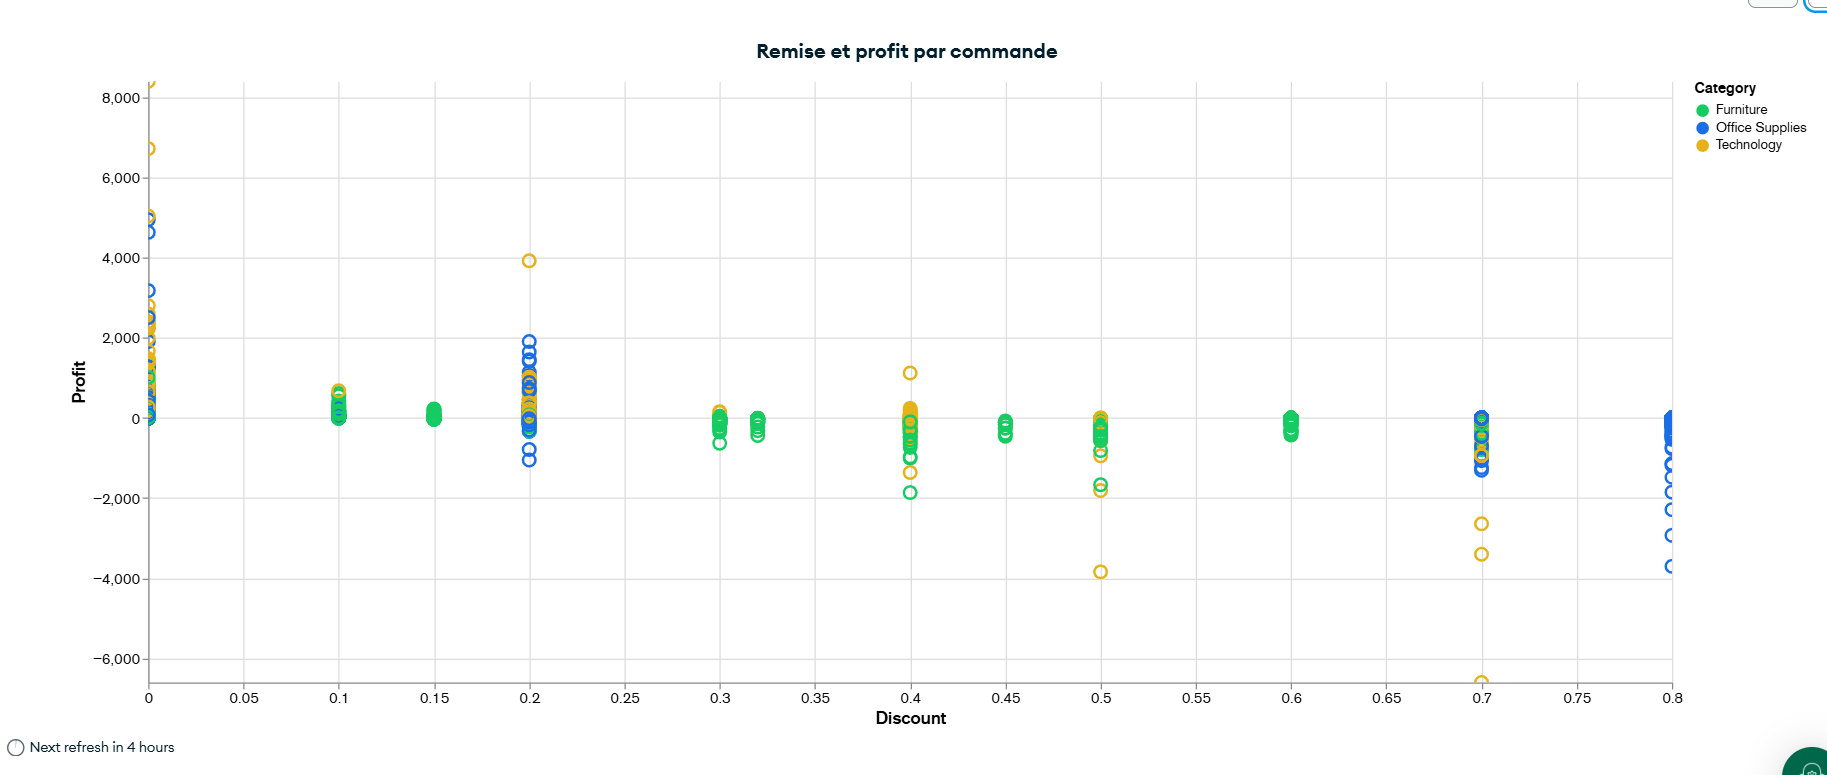 Remise et profit par commande
Category
Furniture
Office Supplies
Technology
Profit
8,000
6,000
4,000
2,000
0
−2,000
−4,000
−6,000
0 0.05 0.1 0.15 0.2 0.25 0.3 0.35 0.4 0.45 0.5 0.55 0.6 0.65 0.7 0.75 0.8
Discount
Next refresh in 4 hours